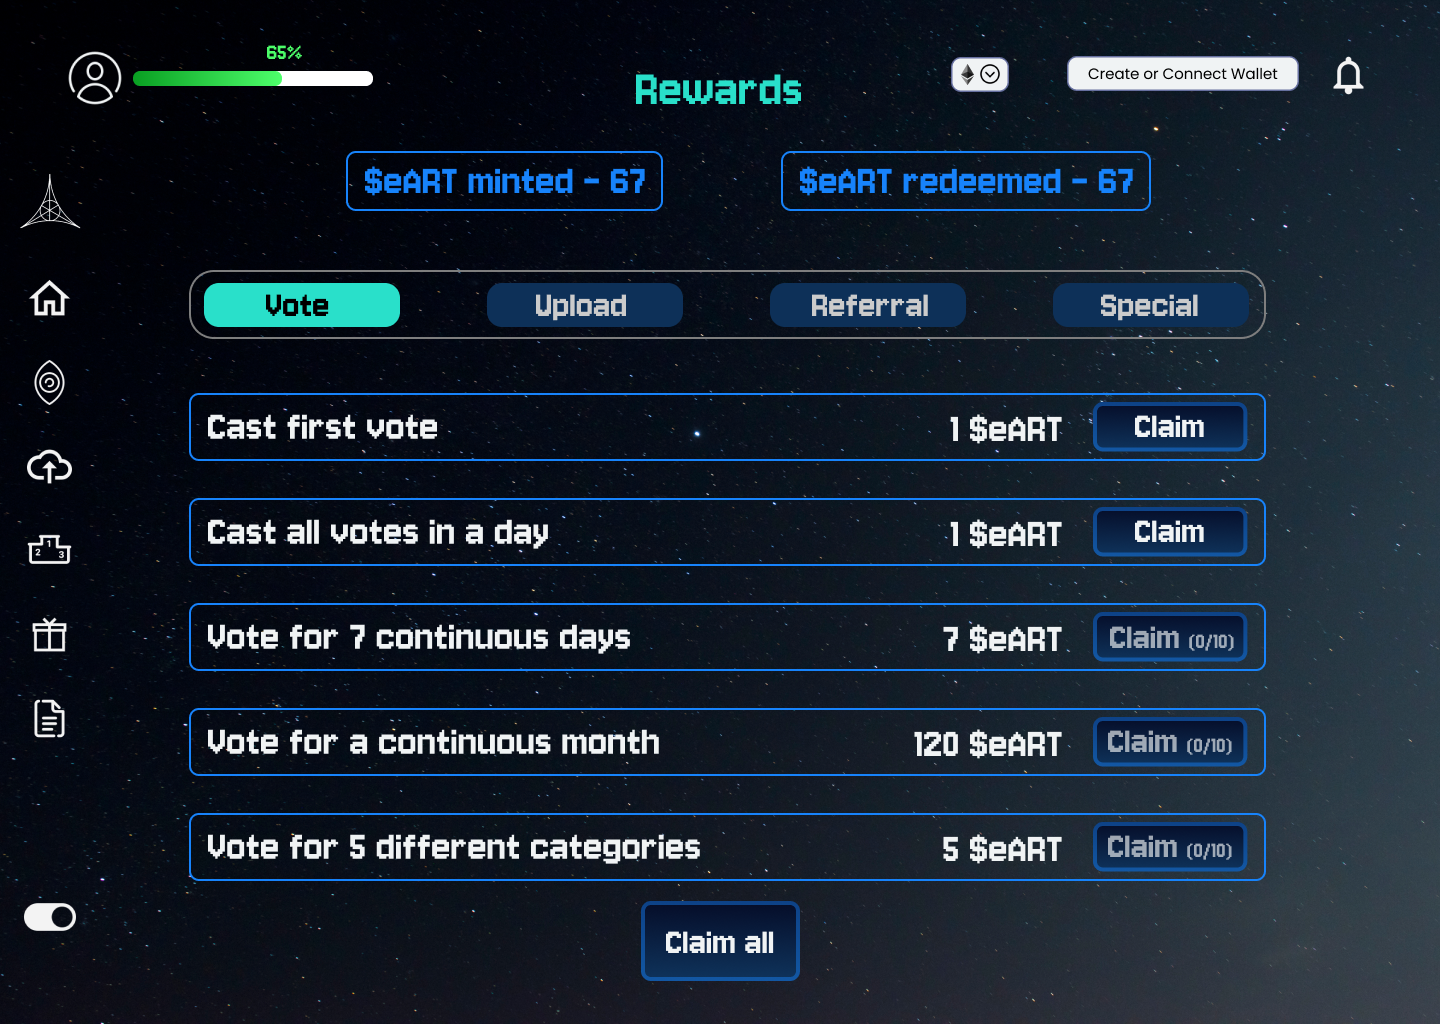 65%
Rewards
Create or Connect Wallet
$eART minted - 67
$eART redeemed - 67
Vote
Upload
Referral
Special
Cast first vote
1 $eART
Claim
Cast all votes in a day
1 $eART
Claim
Vote for 7 continuous days
7 $eART
Claim (0/10)
Vote for a continuous month
120 $eART
Claim (0/10)
Vote for 5 different categories
5 $eART
Claim (0/10)
Claim all
1
2
3